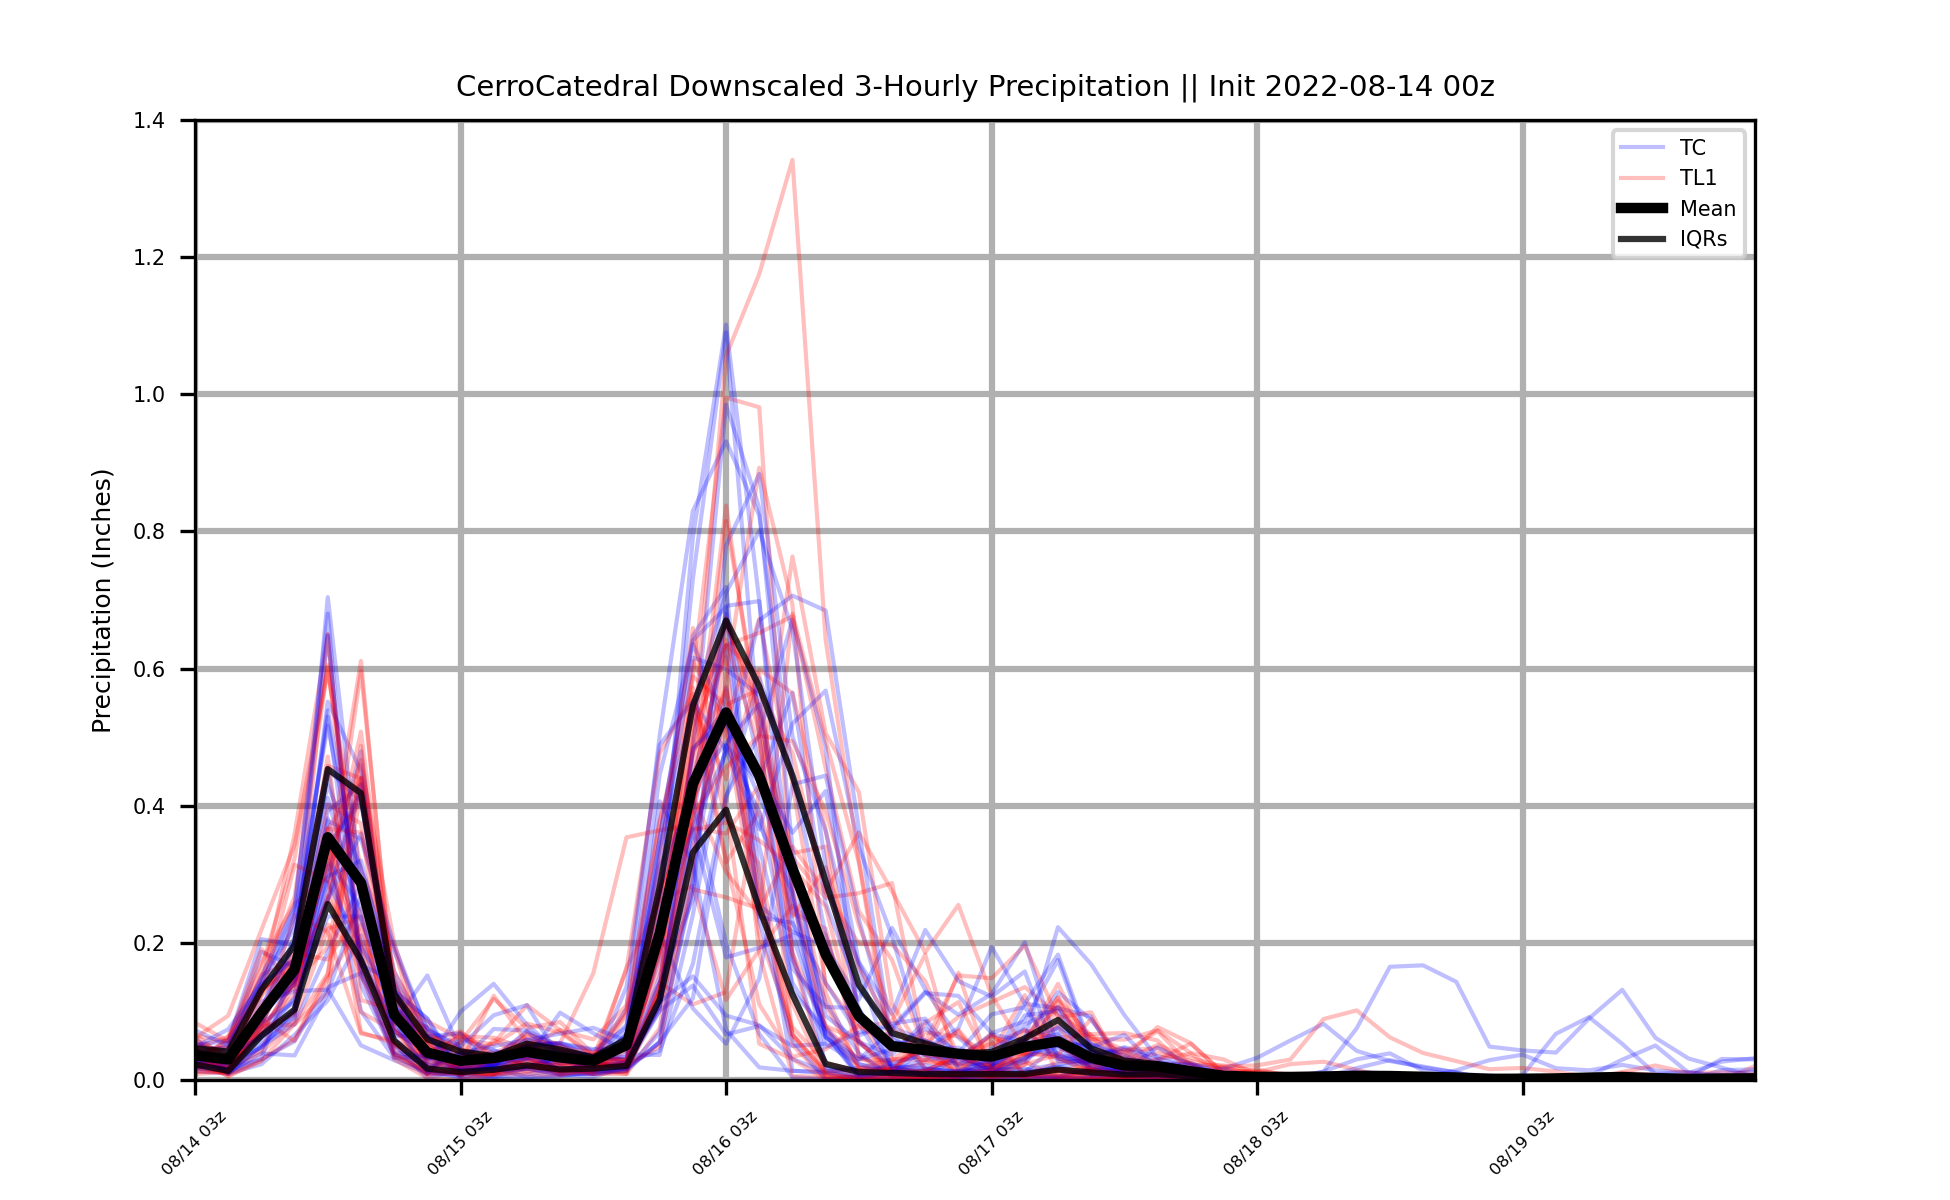 CerroCatedral Downscaled 3-Hourly Precipitation || Init 2022-08-14 00z
Precipitation (Inches)
1.4
1.2
1.0
0.8
0.6
0.4
0.2
0.0
TC
TL1
Mean
IQRs
08/14 03z
08/15 03z
08/16 03z
08/17 03z
08/18 03z
08/19 03z